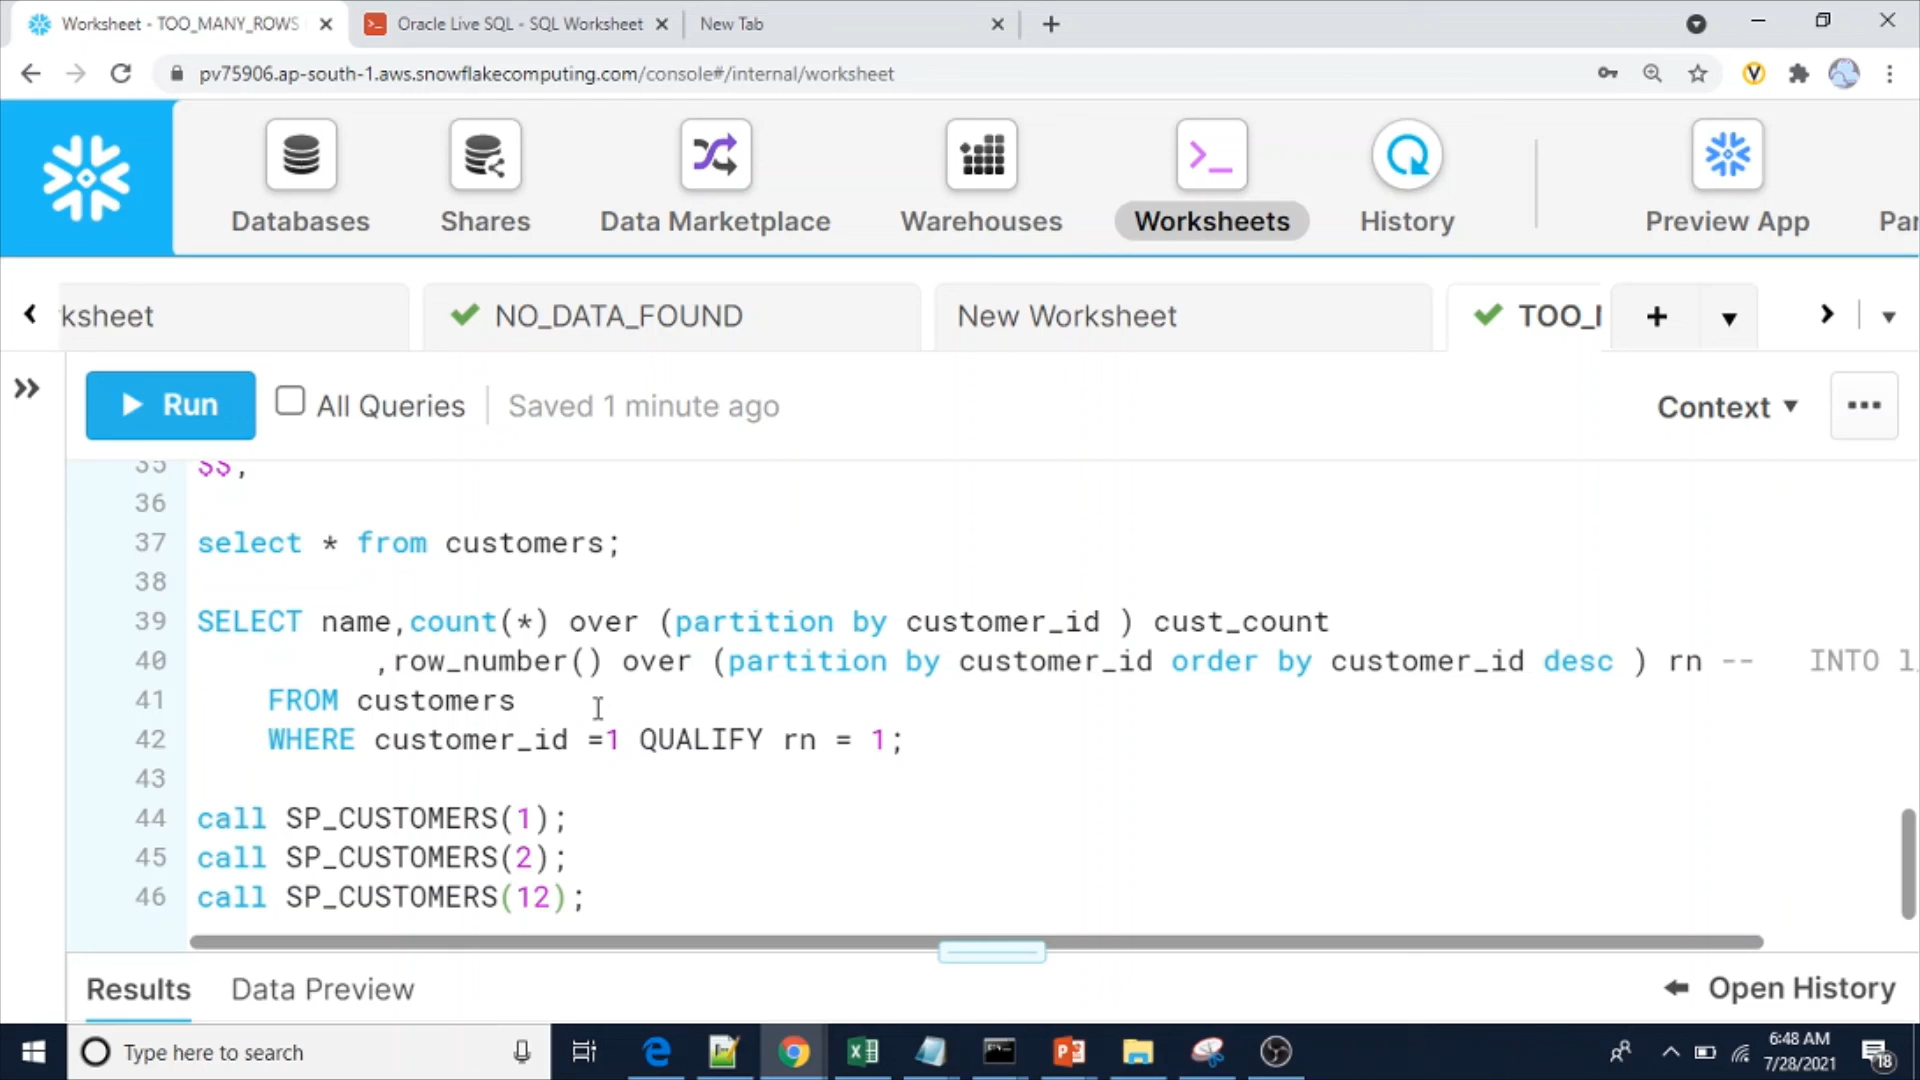 Worksheet - TOO_MANY_ROWS
Oracle Live SQL - SQL Worksheet
New Tab
pv75906.ap-south-1.aws.snowflakecomputing.com/console#/internal/worksheet
Databases
Shares
Data Marketplace
Warehouses
Worksheets
History
Preview App
Par
ksheet
NO_DATA_FOUND
New Worksheet
TOO_
Run
All Queries
Saved 1 minute ago
Context
35 $$,
36
37 select * from customers;
38
39 SELECT name,count(*) over (partition by customer_id ) cust_count
40 ,row_number() over (partition by customer_id order by customer_id desc ) rn -- INTO l
41 FROM customers
42 WHERE customer_id =1 QUALIFY rn = 1;
43
44 call SP_CUSTOMERS(1);
45 call SP_CUSTOMERS(2);
46 call SP_CUSTOMERS(12);
Results
Data Preview
Open History
Type here to search
6:48 AM
7/28/2021
18